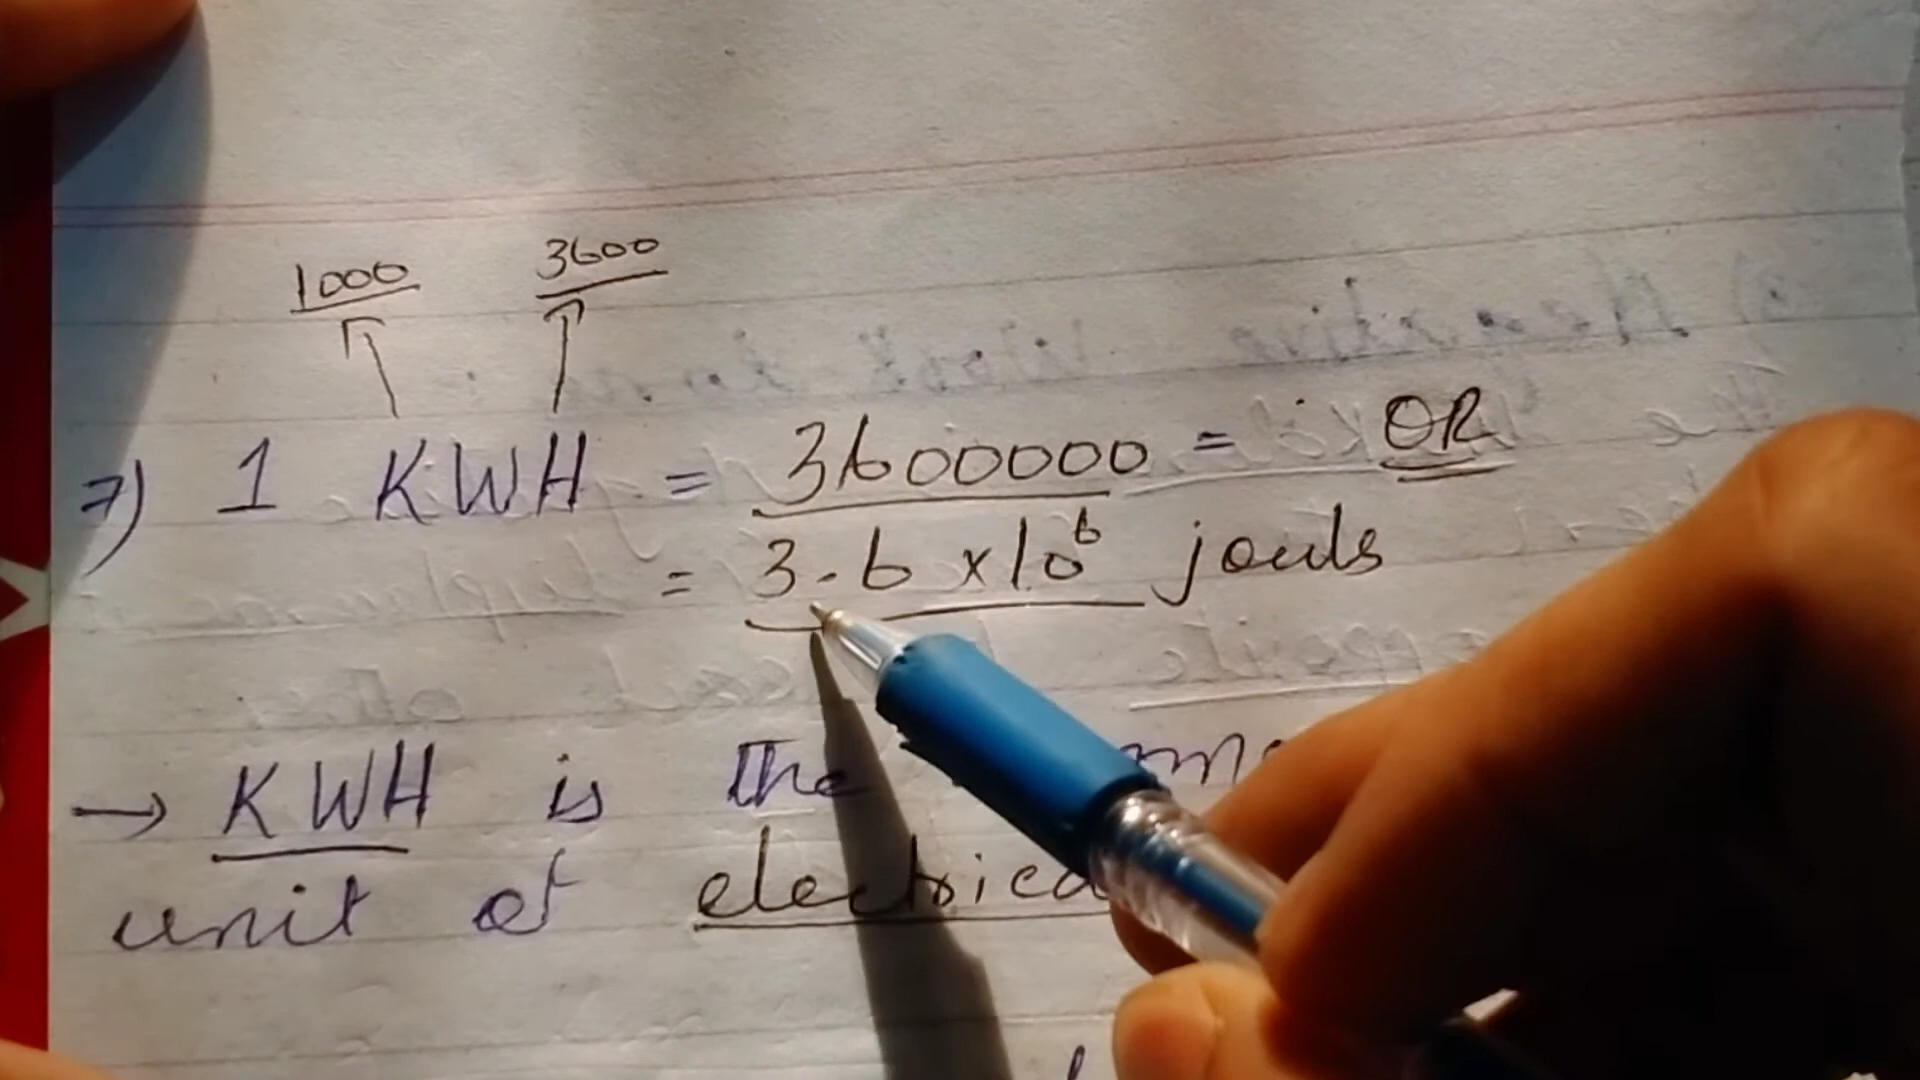 1000 3600
7) 1 KWH = 3600000 = OR
= 3.6 x10⁶ jouls
→ KWH is the
unit of electrica